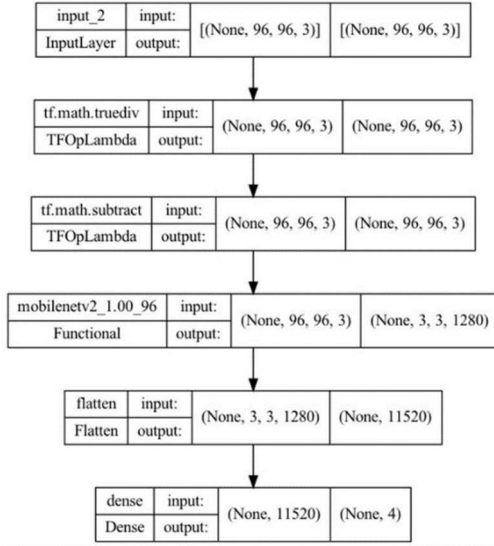 input_2 input: [(None, 96, 96, 3)] [(None, 96, 96, 3)]
InputLayer output:
tf.math.truediv input: (None, 96, 96, 3) (None, 96, 96, 3)
TFOpLambda output:
tf.math.subtract input: (None, 96, 96, 3) (None, 96, 96, 3)
TFOpLambda output:
mobilenetv2_1.00_96 input: (None, 96, 96, 3) (None, 3, 3, 1280)
Functional output:
flatten input: (None, 3, 3, 1280) (None, 11520)
Flatten output:
dense input: (None, 11520) (None, 4)
Dense output: